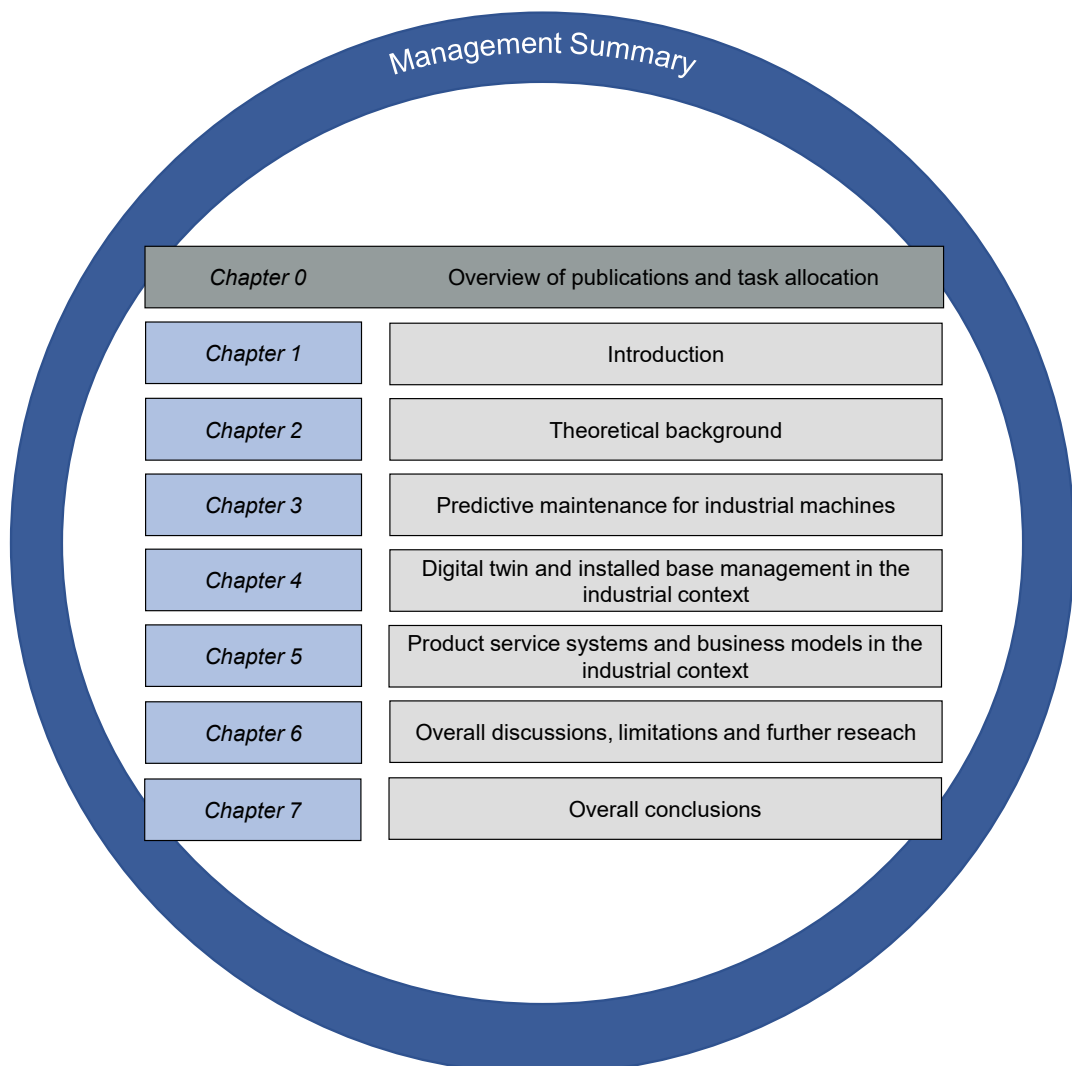 Management Summary
Chapter 0
Overview of publications and task allocation
Chapter 1
Introduction
Chapter 2
Theoretical background
Chapter 3
Predictive maintenance for industrial machines
Chapter 4
Digital twin and installed base management in the
industrial context
Chapter 5
Product service systems and business models in the
industrial context
Chapter 6
Overall discussions, limitations and further reseach
Chapter 7
Overall conclusions